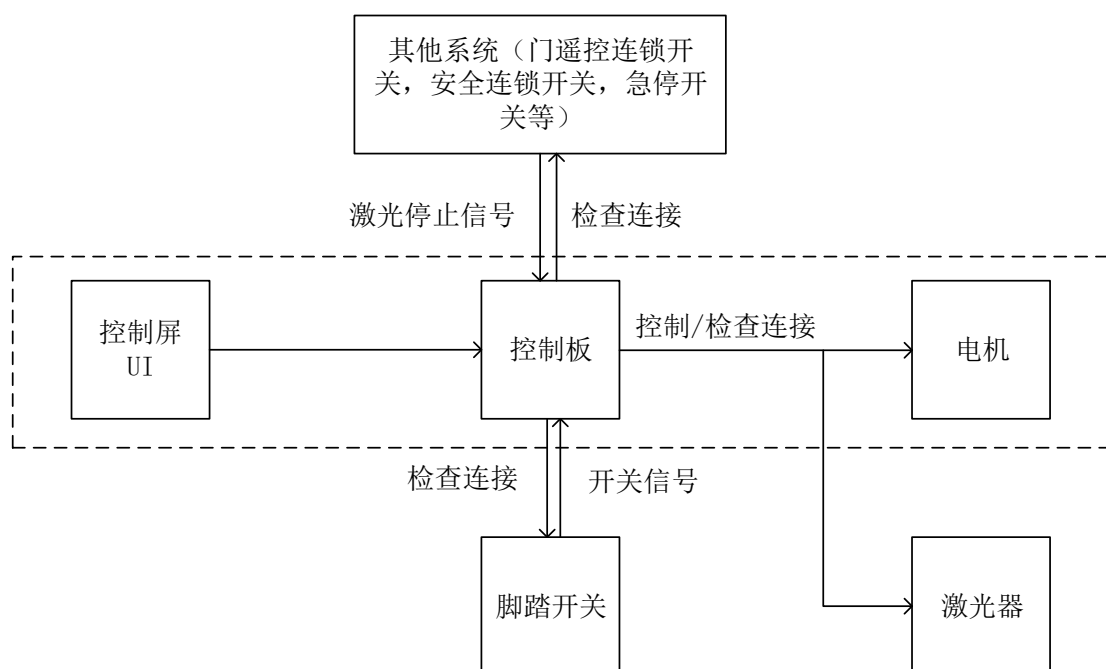 其他系统（门遥控连锁开
关，安全连锁开关，急停开
关等）
激光停止信号
检查连接
控制屏
UI
控制板
控制/检查连接
电机
检查连接
开关信号
脚踏开关
激光器